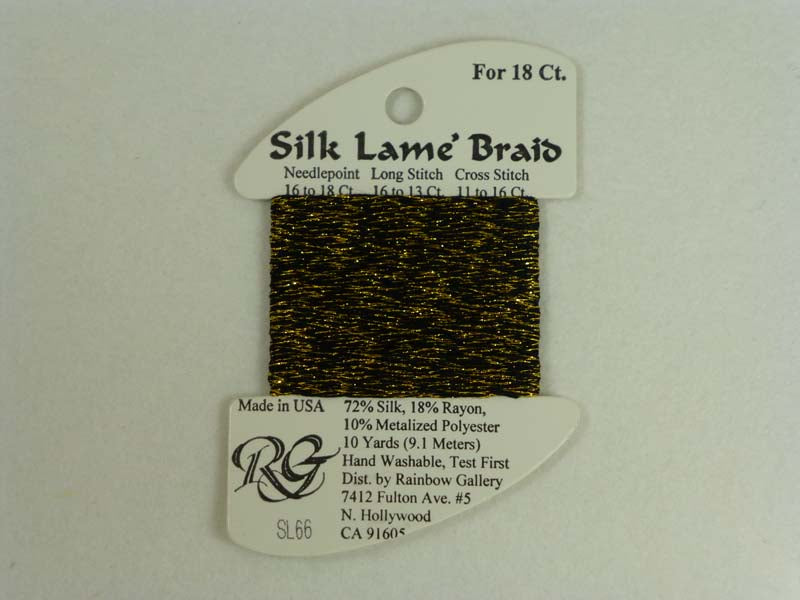 For 18 Ct.
Silk Lame' Braid
Needlepoint Long Stitch Cross Stitch
16 to 18 Ct. 16 to 13 Ct. 11 to 16 Ct.
Made in USA
72% Silk, 18% Rayon,
10% Metalized Polyester
10 Yards (9.1 Meters)
Hand Washable, Test First
Dist. by Rainbow Gallery
7412 Fulton Ave. #5
N. Hollywood
CA 91605
RG
SL66